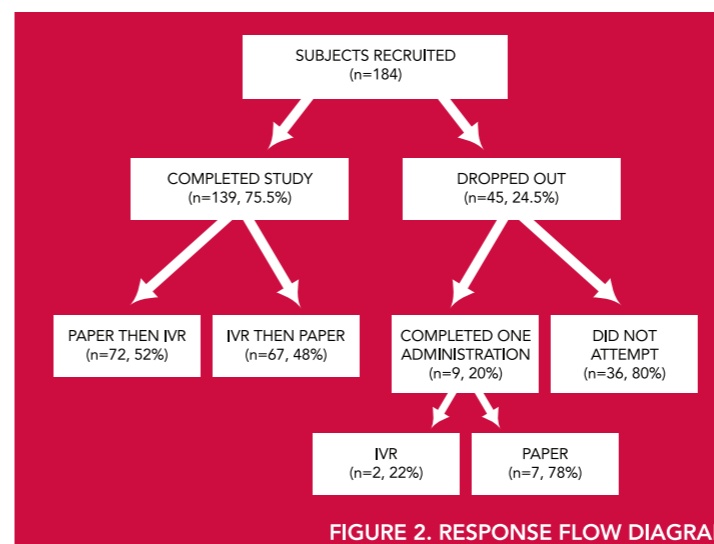 SUBJECTS RECRUITED
(n=184)
COMPLETED STUDY
(n=139, 75.5%)
DROPPED OUT
(n=45, 24.5%)
PAPER THEN IVR
(n=72, 52%)
IVR THEN PAPER
(n=67, 48%)
COMPLETED ONE
ADMINISTRATION
(n=9, 20%)
DID NOT
ATTEMPT
(n=36, 80%)
IVR
(n=2, 22%)
PAPER
(n=7, 78%)
FIGURE 2. RESPONSE FLOW DIAGRA